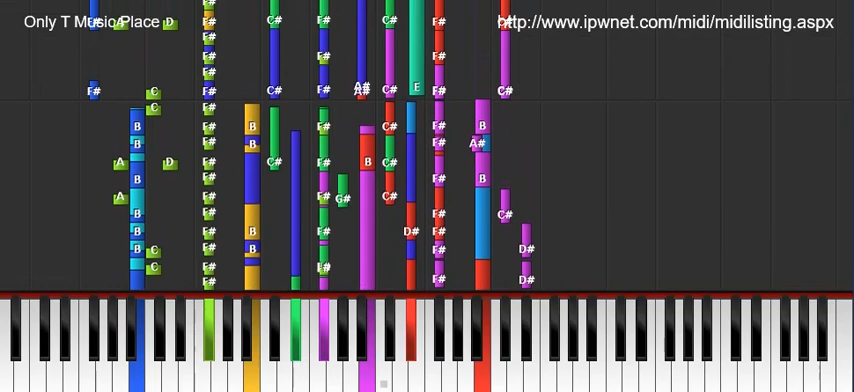 Only T Music Place http://www.ipwnet.com/midi/midilisting.aspx
D C# F# C#
F# F# F#
F# C F# C# F# A# C# E F# C#
C F#
B F# B F# C# F# B
B F# B F# A#
A D F# C# F# B C#
B F# F# B
A F# F# G# C#
B F# F# C#
B F# B D# F#
B C F# B F# F# D#
C F# F#
F# F# D#